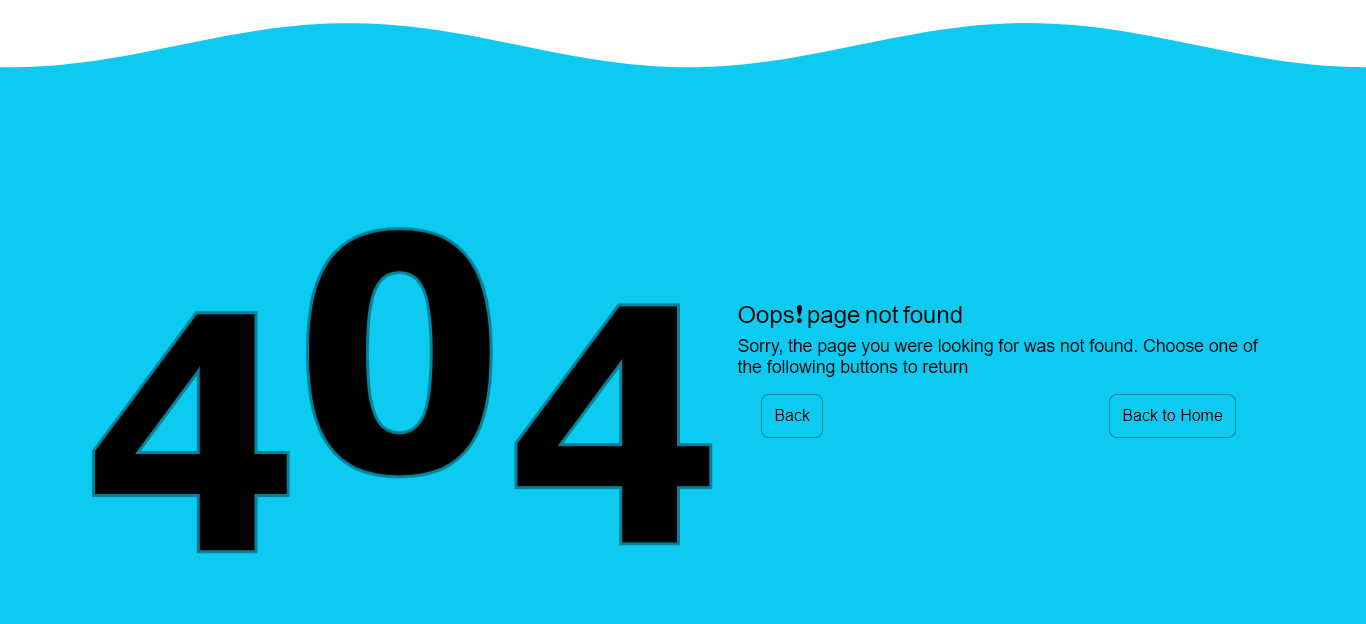 404
Oops! page not found
Sorry, the page you were looking for was not found. Choose one of
the following buttons to return
Back
Back to Home